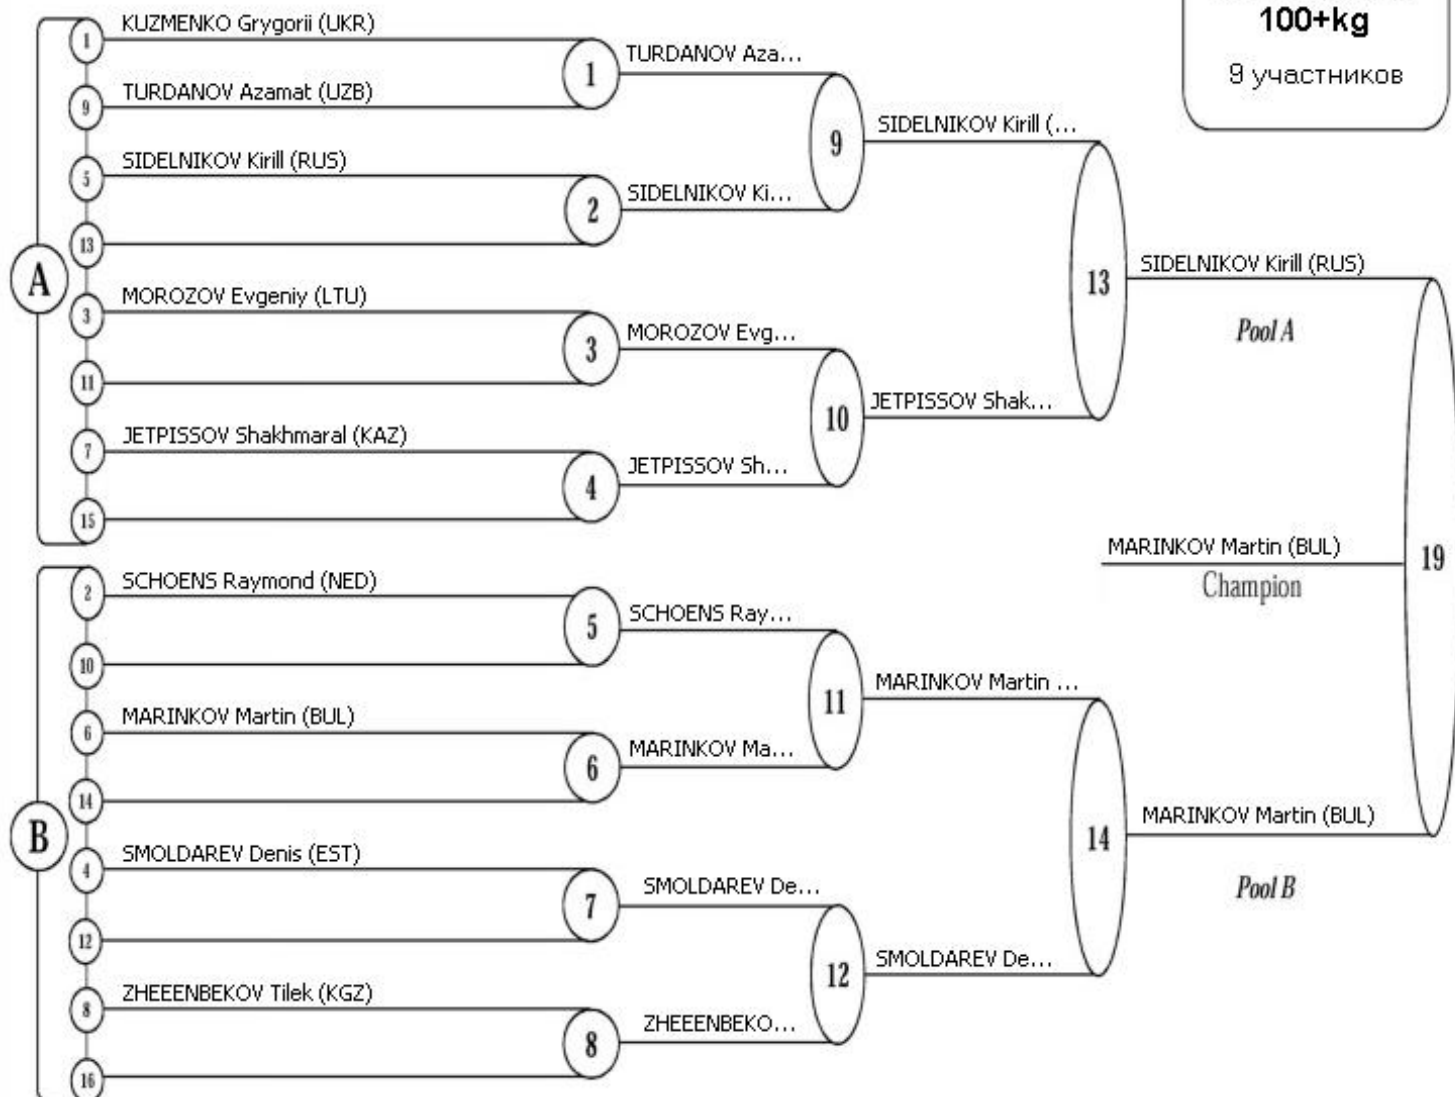 100+kg
9 участников
A
1
KUZMENKO Grygorii (UKR)
9
TURDANOV Azamat (UZB)
5
SIDELNIKOV Kirill (RUS)
13
3
MOROZOV Evgeniy (LTU)
11
7
JETPISSOV Shakhmaral (KAZ)
15
1
TURDANOV Aza...
2
SIDELNIKOV Ki...
3
MOROZOV Evg...
4
JETPISSOV Sh...
9
SIDELNIKOV Kirill (...
10
JETPISSOV Shak...
13
SIDELNIKOV Kirill (RUS)
Pool A
B
2
SCHOENS Raymond (NED)
10
6
MARINKOV Martin (BUL)
14
4
SMOLDAREV Denis (EST)
12
8
ZHEEENBEKOV Tilek (KGZ)
16
5
SCHOENS Ray...
6
MARINKOV Ma...
7
SMOLDAREV De...
8
ZHEEENBEKO...
11
MARINKOV Martin ...
12
SMOLDAREV De...
14
MARINKOV Martin (BUL)
Pool B
19
MARINKOV Martin (BUL)
Champion